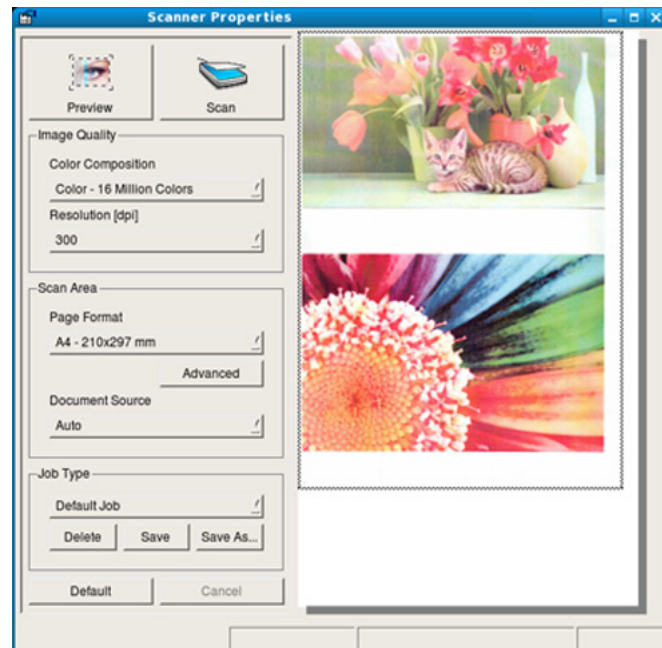 Scanner Properties
Preview
Scan
Image Quality
Color Composition
Color - 16 Million Colors
Resolution [dpi]
300
Scan Area
Page Format
A4 - 210x297 mm
Advanced
Document Source
Auto
Job Type
Default Job
Delete
Save
Save As...
Default
Cancel